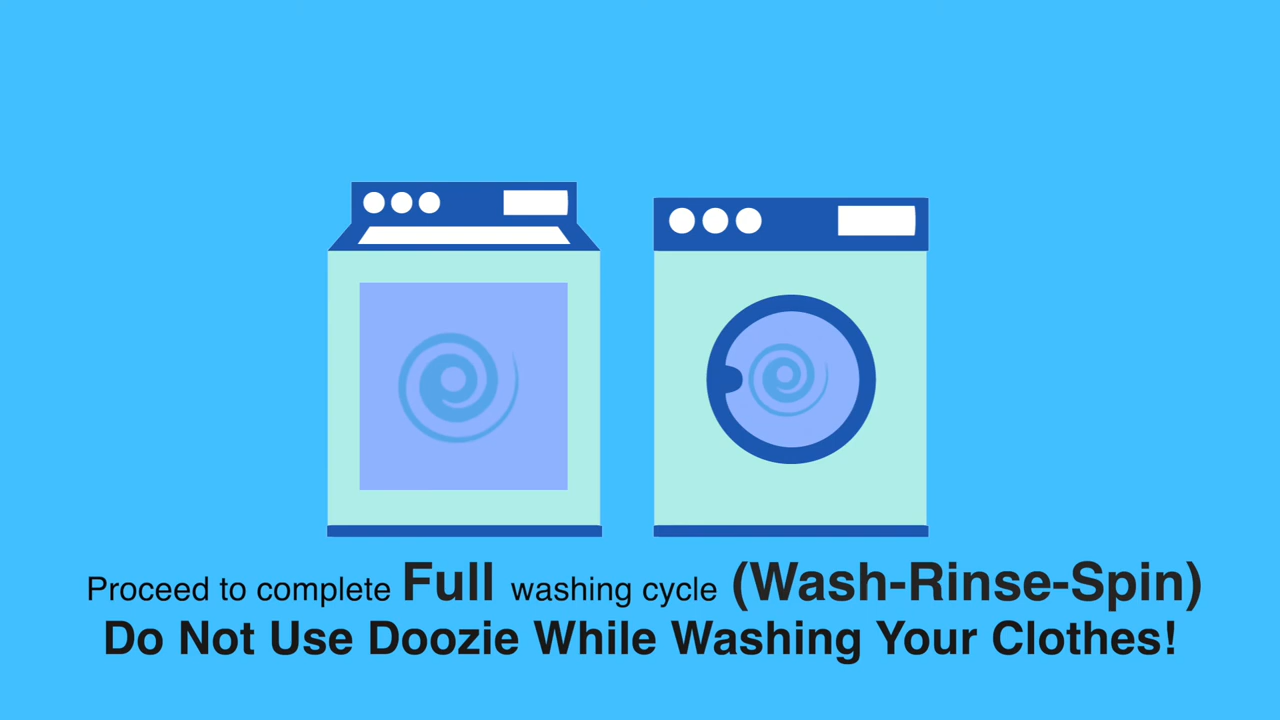 Proceed to complete Full washing cycle (Wash-Rinse-Spin)
Do Not Use Doozie While Washing Your Clothes!